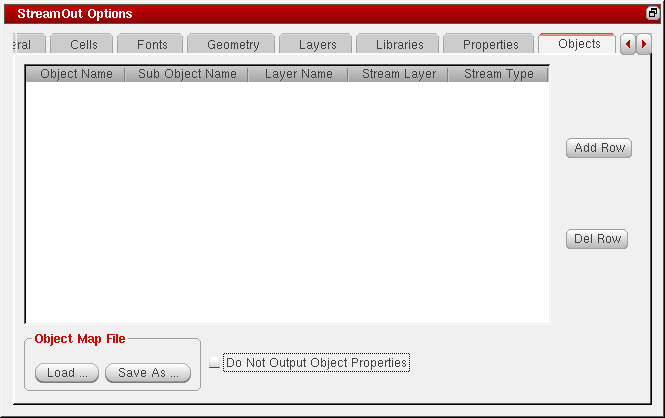 StreamOut Options
eral Cells Fonts Geometry Layers Libraries Properties Objects
Object Name Sub Object Name Layer Name Stream Layer Stream Type
Add Row
Del Row
Object Map File
Load ... Save As ...
Do Not Output Object Properties